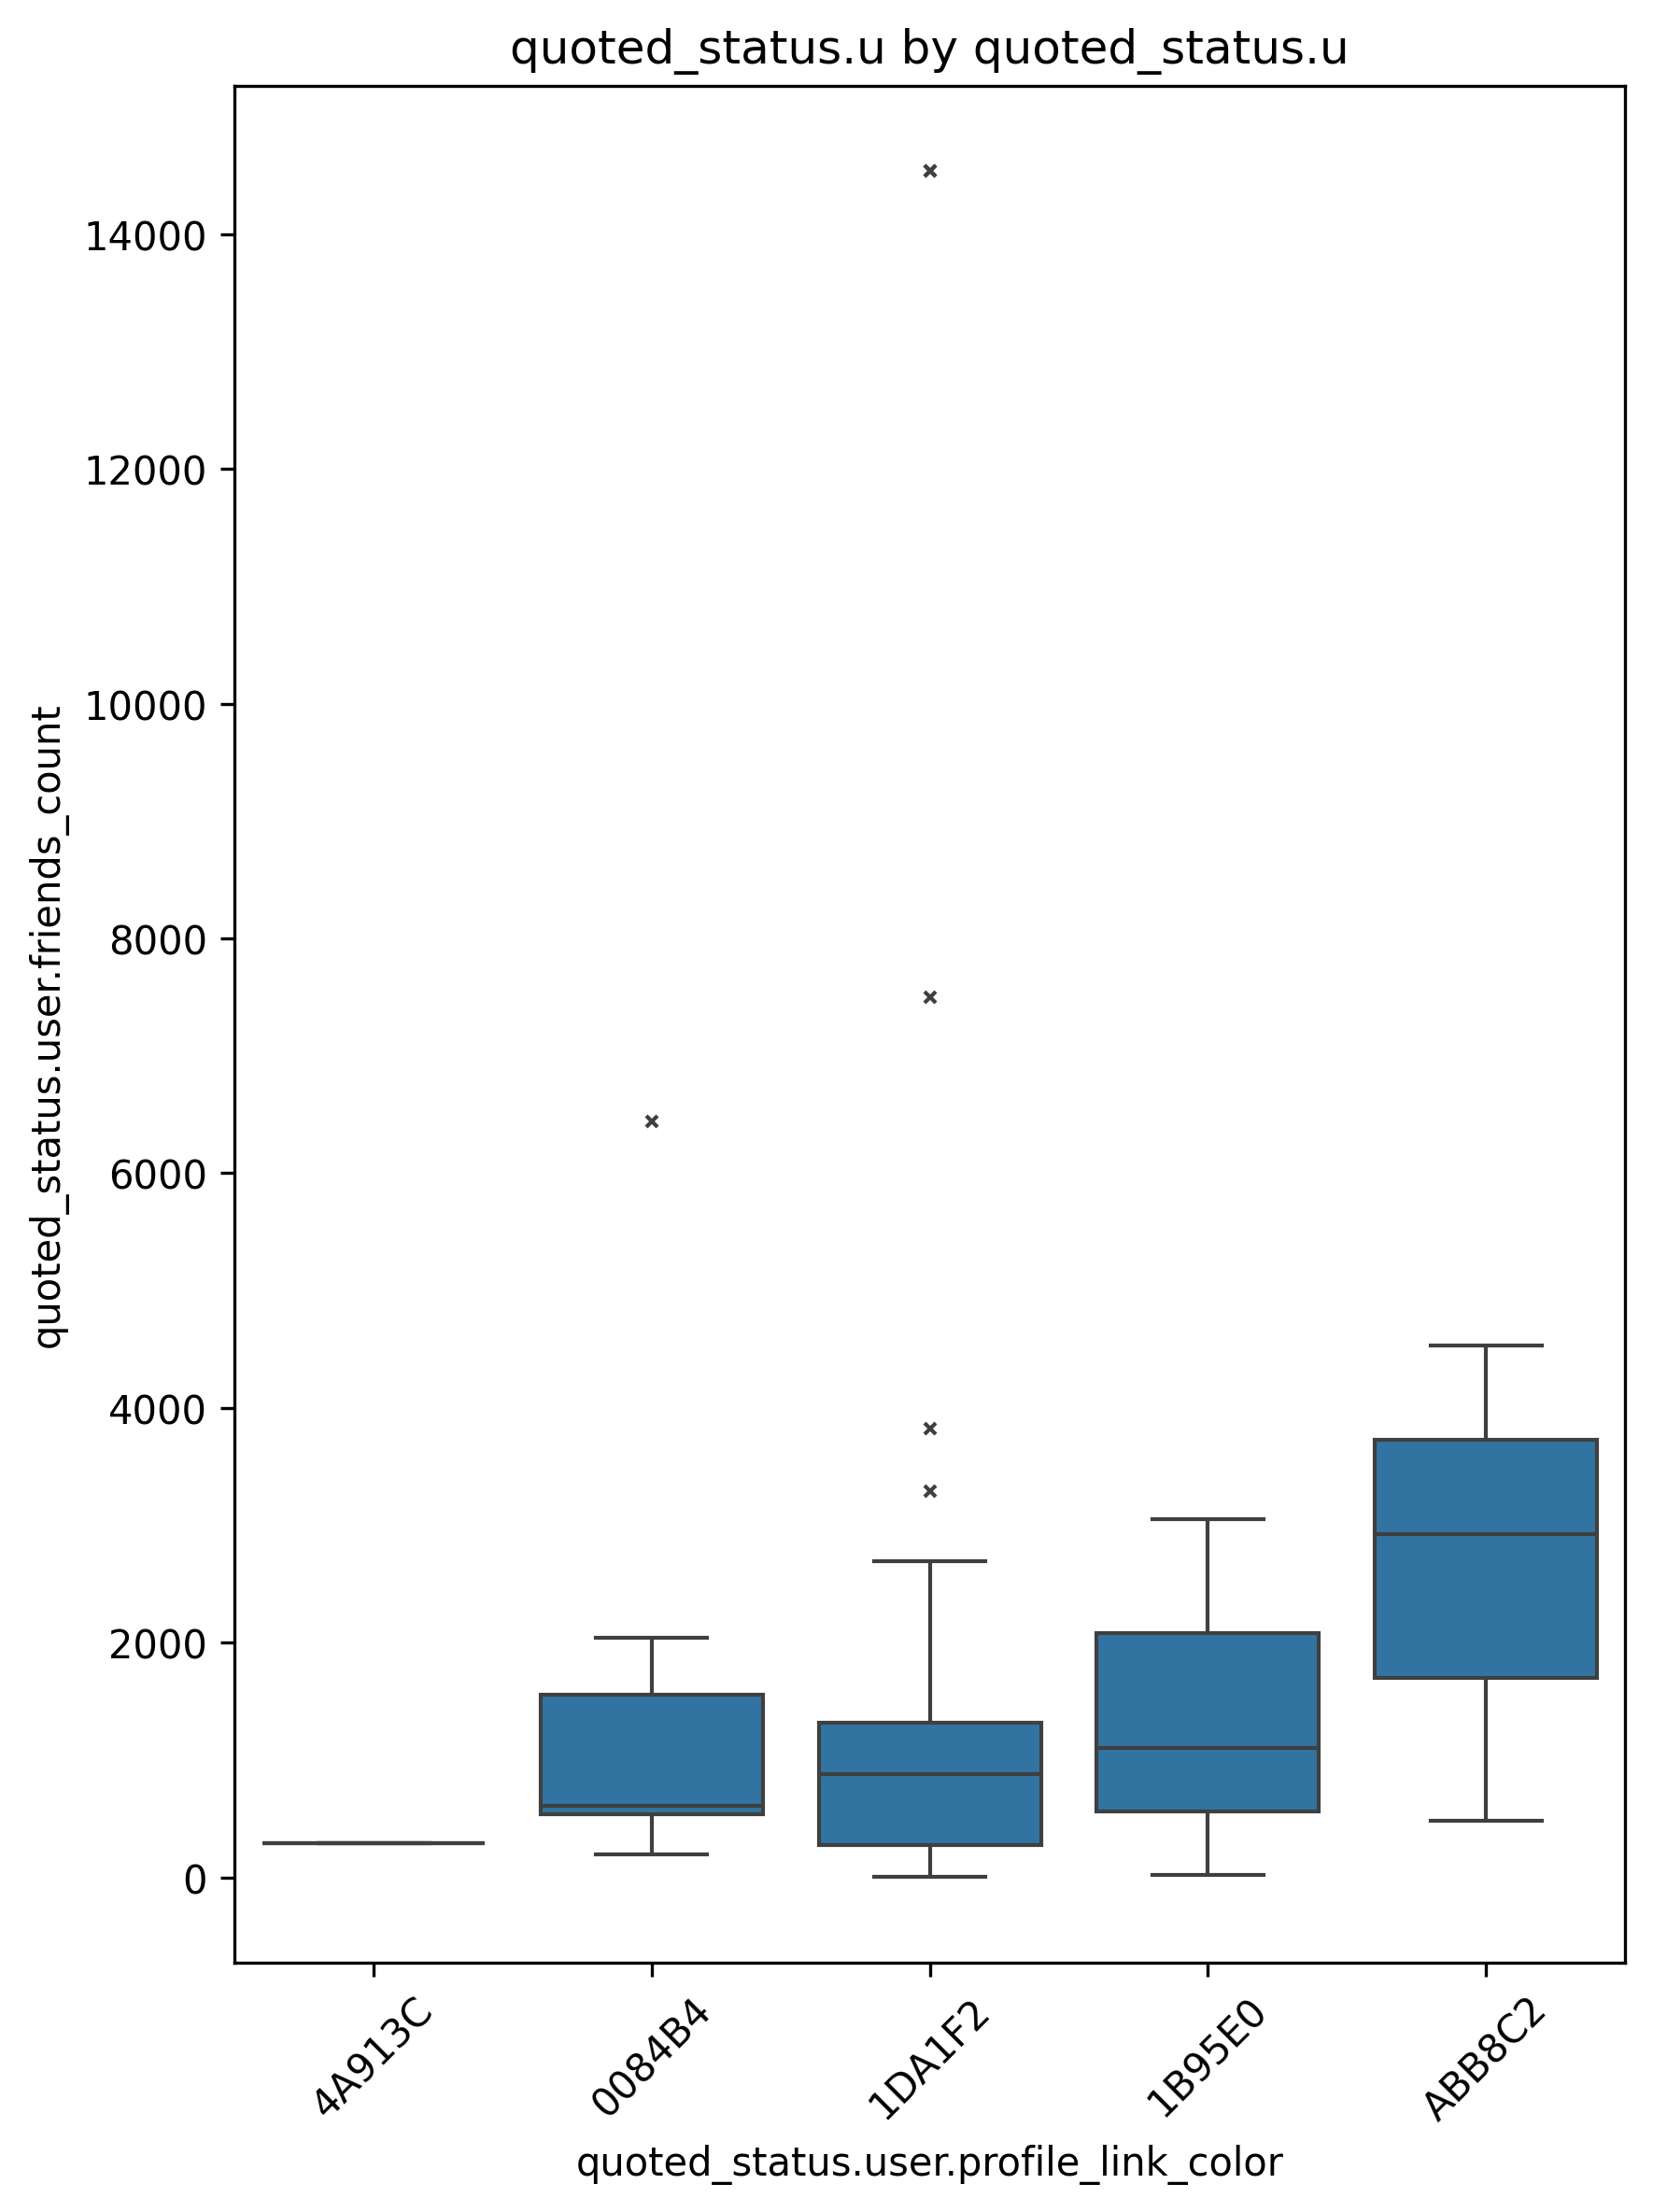 quoted_status.u by quoted_status.u
quoted_status.user.friends_count
14000
12000
10000
8000
6000
4000
2000
0
4A913C
0084B4
1DA1F2
1B95E0
ABB8C2
quoted_status.user.profile_link_color